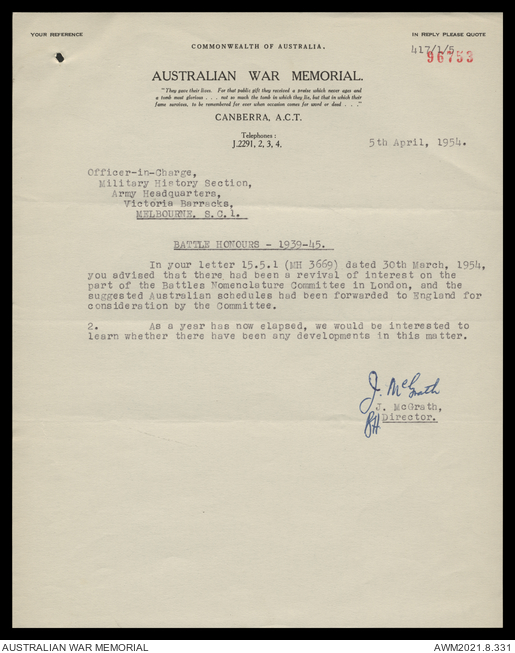 YOUR REFERENCE
IN REPLY PLEASE QUOTE
COMMONWEALTH OF AUSTRALIA.
417/1/5
96753
AUSTRALIAN WAR MEMORIAL.
"They gave their lives. For that public gift they received a praise which never ages and
a tomb most glorious . . . not so much the tomb in which they lie, but that in which their
fame survives, to be remembered for ever when occasion comes for word or deed . . ."
CANBERRA, A.C.T.
Telephones :
J.2291, 2, 3, 4.
5th April, 1954.
Officer-in-Charge,
Military History Section,
Army Headquarters,
Victoria Barracks,
MELBOURNE, S.C.1.
BATTLE HONOURS - 1939-45.
In your letter 15.5.1 (MH 3669) dated 30th March, 1954,
you advised that there had been a revival of interest on the
part of the Battles Nomenclature Committee in London, and the
suggested Australian schedules had been forwarded to England for
consideration by the Committee.
2. As a year has now elapsed, we would be interested to
learn whether there have been any developments in this matter.
J. McGrath
J. McGrath,
Director.
AUSTRALIAN WAR MEMORIAL
AWM2021.8.331